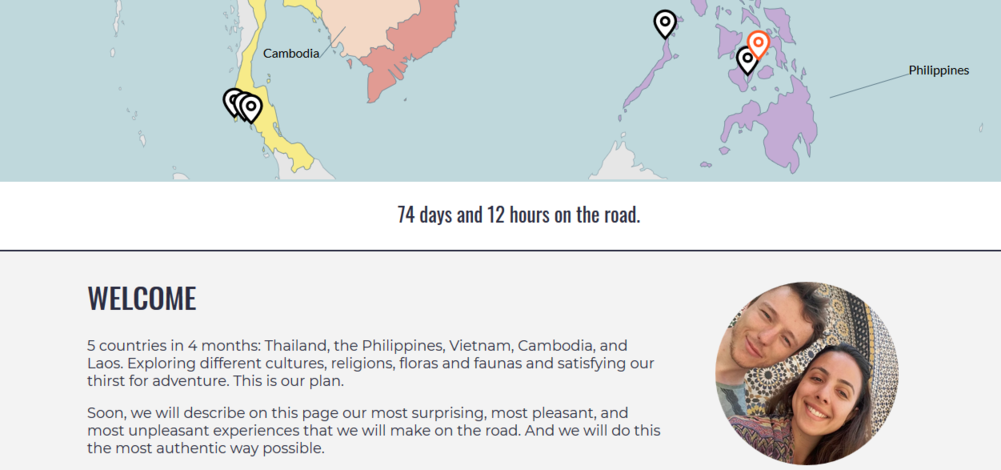 Cambodia
Philippines
74 days and 12 hours on the road.
WELCOME
5 countries in 4 months: Thailand, the Philippines, Vietnam, Cambodia, and
Laos. Exploring different cultures, religions, floras and faunas and satisfying our
thirst for adventure. This is our plan.
Soon, we will describe on this page our most surprising, most pleasant, and
most unpleasant experiences that we will make on the road. And we will do this
the most authentic way possible.